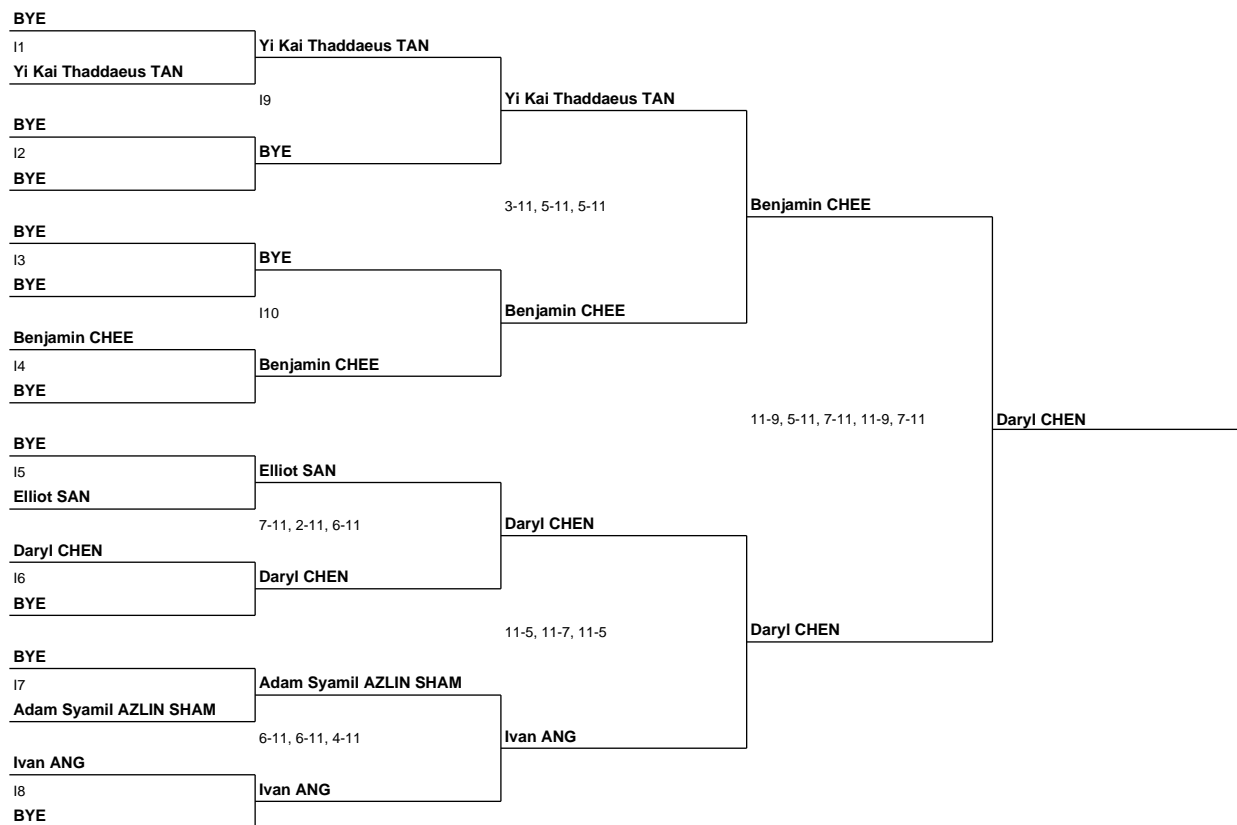 BYE
I1
Yi Kai Thaddaeus TAN
BYE
I2
BYE
BYE
I3
BYE
Benjamin CHEE
I4
BYE
BYE
I5
Elliot SAN
Daryl CHEN
I6
BYE
BYE
I7
Adam Syamil AZLIN SHAM
Ivan ANG
I8
BYE
Yi Kai Thaddaeus TAN
I9
BYE
BYE
I10
Benjamin CHEE
Elliot SAN
7-11, 2-11, 6-11
Daryl CHEN
Adam Syamil AZLIN SHAM
6-11, 6-11, 4-11
Ivan ANG
Yi Kai Thaddaeus TAN
3-11, 5-11, 5-11
Benjamin CHEE
Daryl CHEN
11-5, 11-7, 11-5
Ivan ANG
Benjamin CHEE
11-9, 5-11, 7-11, 11-9, 7-11
Daryl CHEN
Daryl CHEN